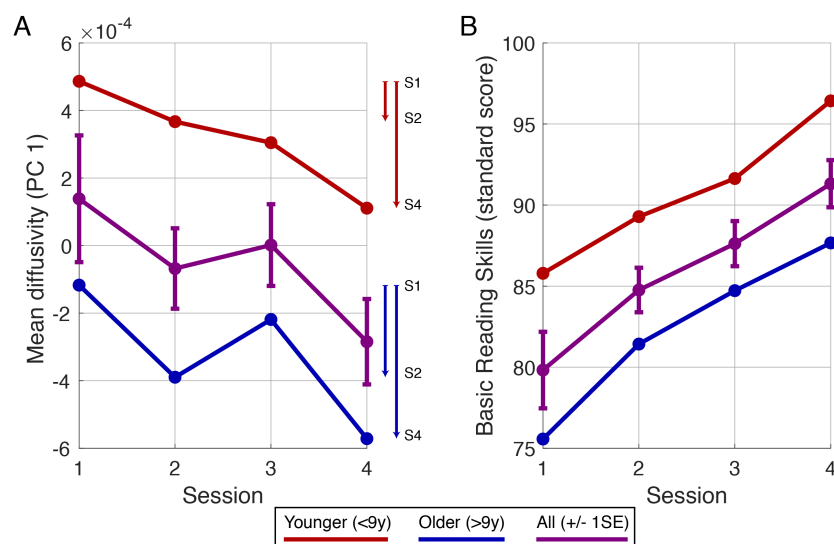 A
×10⁻⁴
6
4
2
0
-2
-4
-6
Mean diffusivity (PC 1)
1 2 3 4
Session
S1
S2
S4
S1
S2
S4
B
100
95
90
85
80
75
Basic Reading Skills (standard score)
1 2 3 4
Session
Younger (<9y) Older (>9y) All (+/- 1SE)